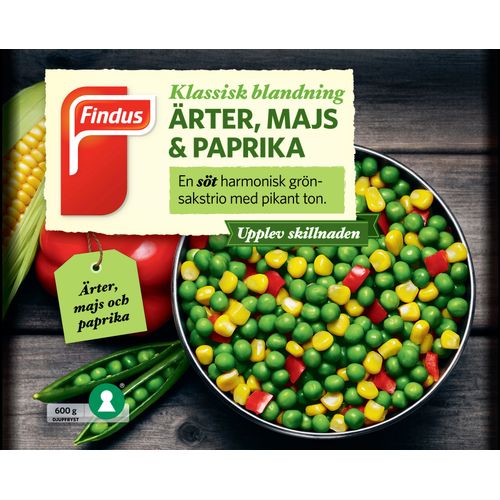 Findus
Klassisk blandning
ÄRTER, MAJS
& PAPRIKA
En söt harmonisk grön-
sakstrio med pikant ton.
Upplev skillnaden
Ärter,
majs och
paprika
600 g
DJUPFRYST
®